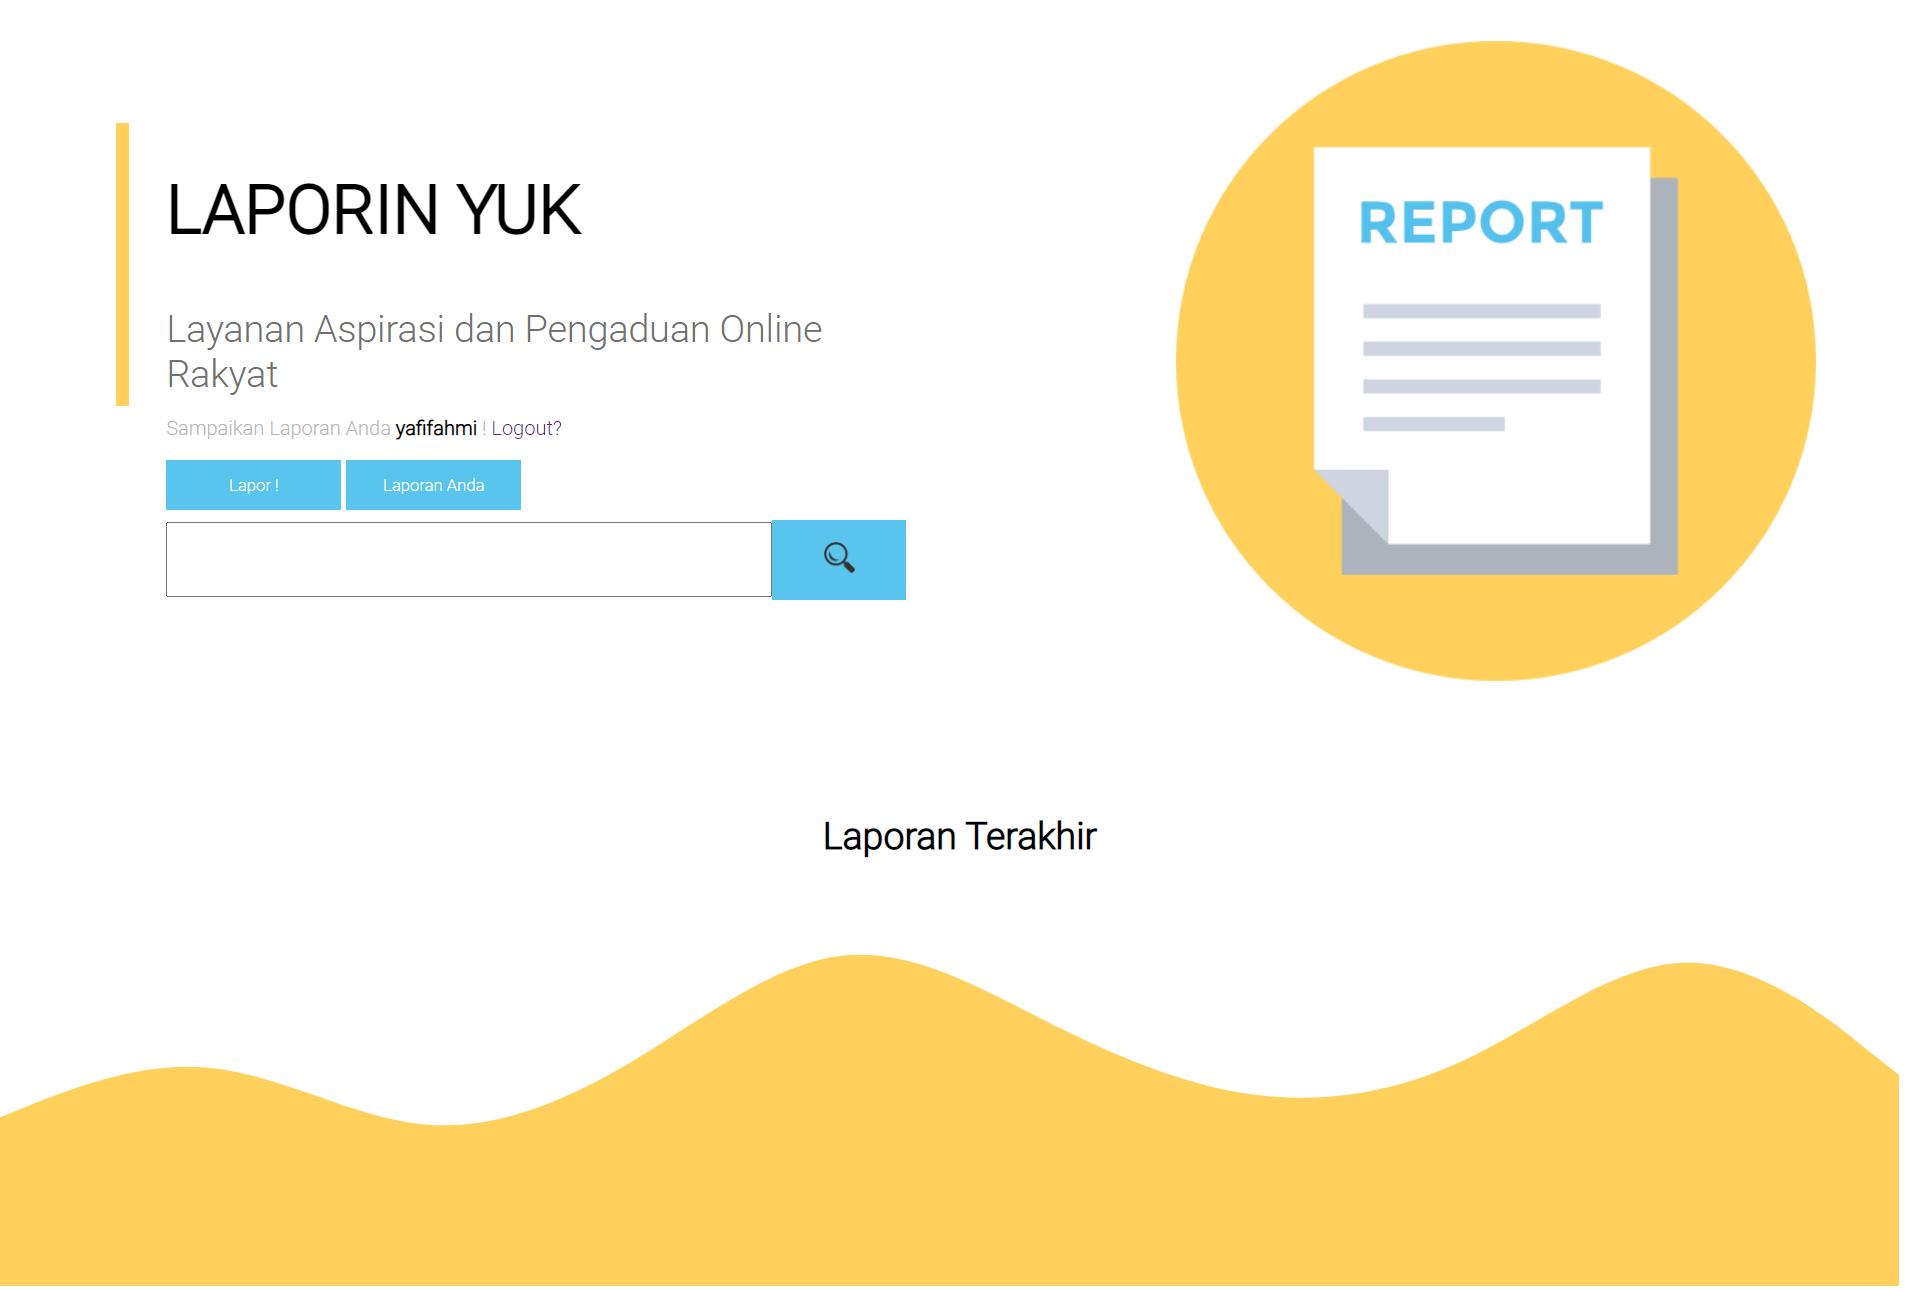 LAPORIN YUK
Layanan Aspirasi dan Pengaduan Online
Rakyat
Sampaikan Laporan Anda yafifahmi ! Logout?
Lapor !
Laporan Anda
REPORT
Laporan Terakhir